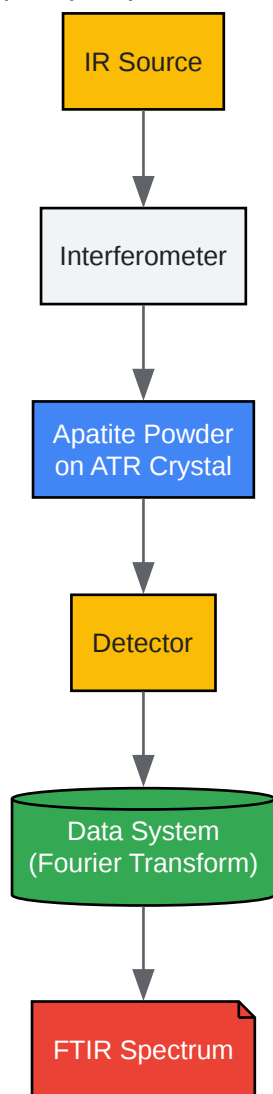 IR Source
Interferometer
Apatite Powder
on ATR Crystal
Detector
Data System
(Fourier Transform)
FTIR Spectrum